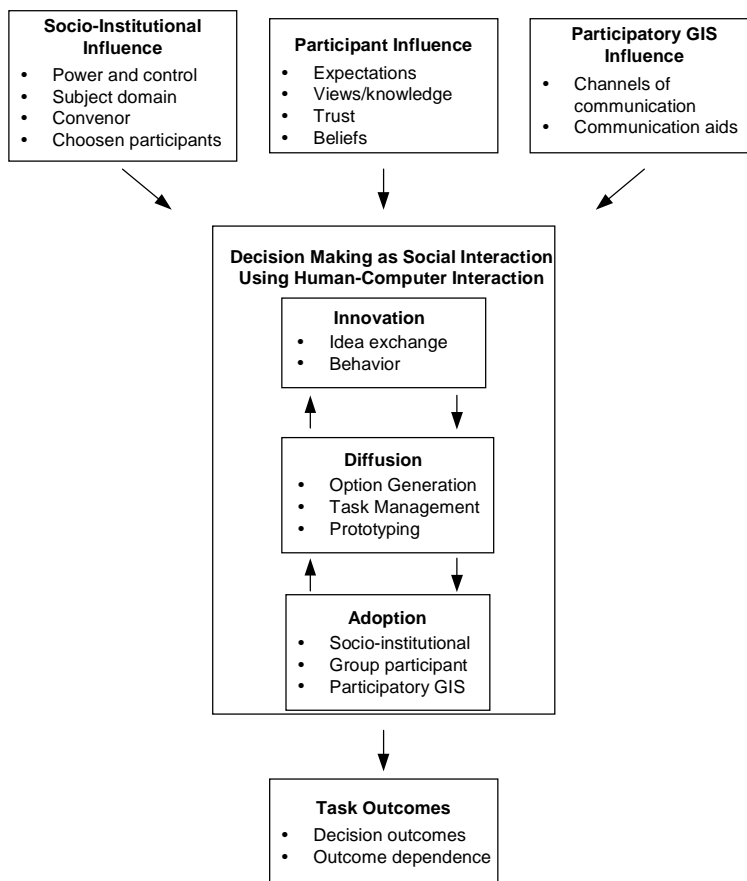 Socio-Institutional
Influence
• Power and control
• Subject domain
• Convenor
• Choosen participants
Participant Influence
• Expectations
• Views/knowledge
• Trust
• Beliefs
Participatory GIS
Influence
• Channels of
communication
• Communication aids
Decision Making as Social Interaction
Using Human-Computer Interaction
Innovation
• Idea exchange
• Behavior
Diffusion
• Option Generation
• Task Management
• Prototyping
Adoption
• Socio-institutional
• Group participant
• Participatory GIS
Task Outcomes
• Decision outcomes
• Outcome dependence